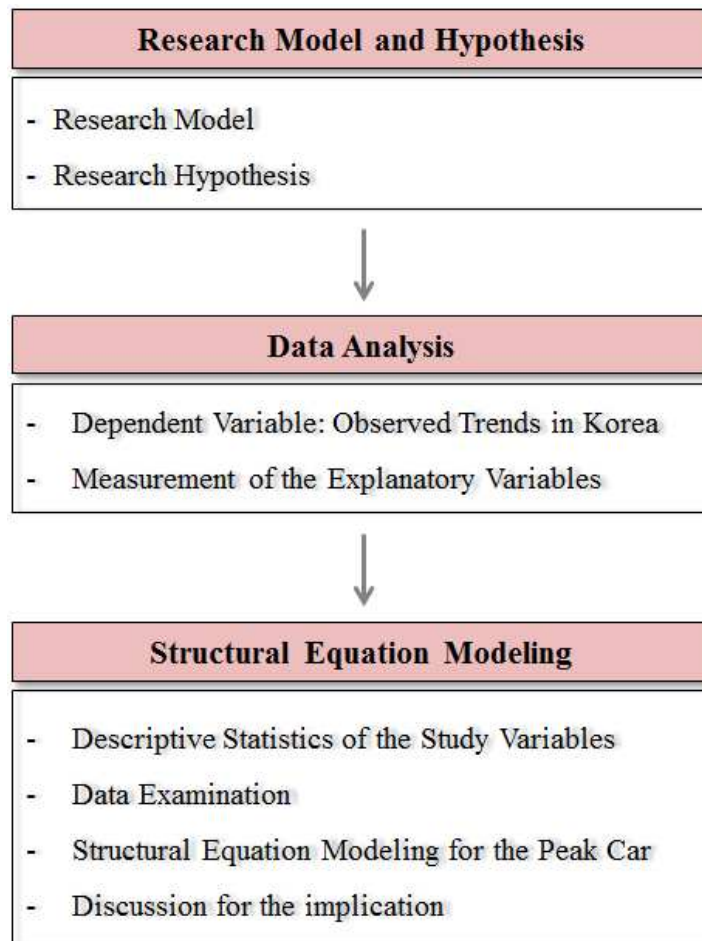 Research Model and Hypothesis
- Research Model
- Research Hypothesis
Data Analysis
- Dependent Variable: Observed Trends in Korea
- Measurement of the Explanatory Variables
Structural Equation Modeling
- Descriptive Statistics of the Study Variables
- Data Examination
- Structural Equation Modeling for the Peak Car
- Discussion for the implication